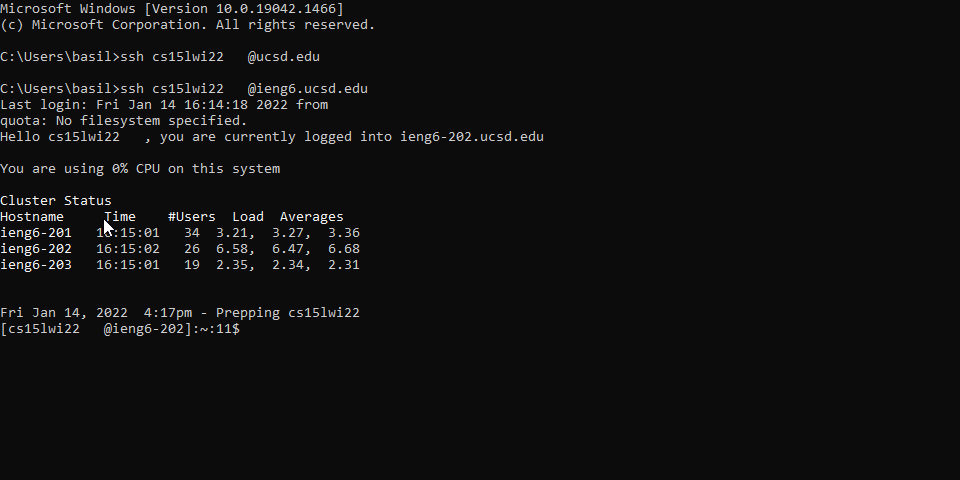 Microsoft Windows [Version 10.0.19042.1466]
(c) Microsoft Corporation. All rights reserved.
C:\Users\basil>ssh cs15lwi22   @ucsd.edu
C:\Users\basil>ssh cs15lwi22   @ieng6.ucsd.edu
Last login: Fri Jan 14 16:14:18 2022 from
quota: No filesystem specified.
Hello cs15lwi22   , you are currently logged into ieng6-202.ucsd.edu
You are using 0% CPU on this system
Cluster Status
Hostname     Time    #Users  Load  Averages
ieng6-201   16:15:01   34  3.21,  3.27,  3.36
ieng6-202   16:15:02   26  6.58,  6.47,  6.68
ieng6-203   16:15:01   19  2.35,  2.34,  2.31
Fri Jan 14, 2022  4:17pm - Prepping cs15lwi22
[cs15lwi22   @ieng6-202]:~:11$